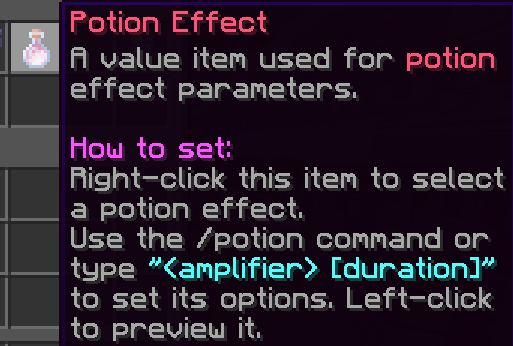 Potion Effect
A value item used for potion
effect parameters.
How to set:
Right-click this item to select
a potion effect.
Use the /potion command or
type "<amplifier> [duration]"
to set its options. Left-click
to preview it.